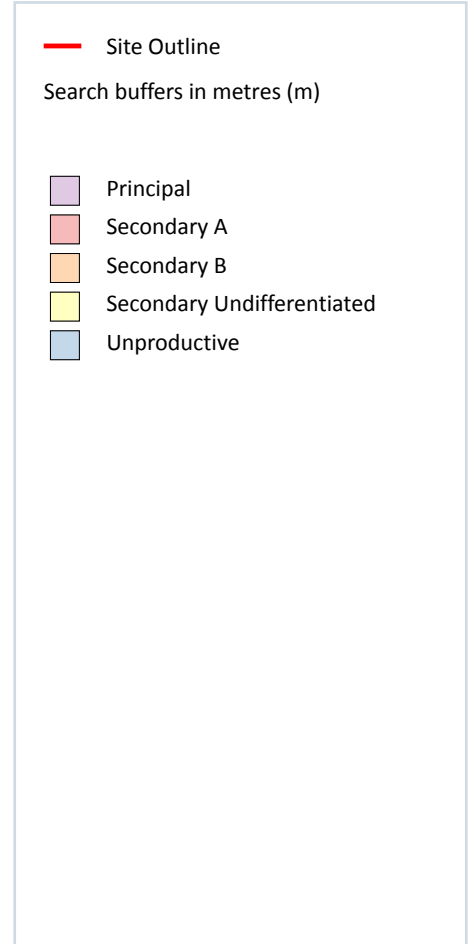 Site Outline
Search buffers in metres (m)
Principal
Secondary A
Secondary B
Secondary Undifferentiated
Unproductive